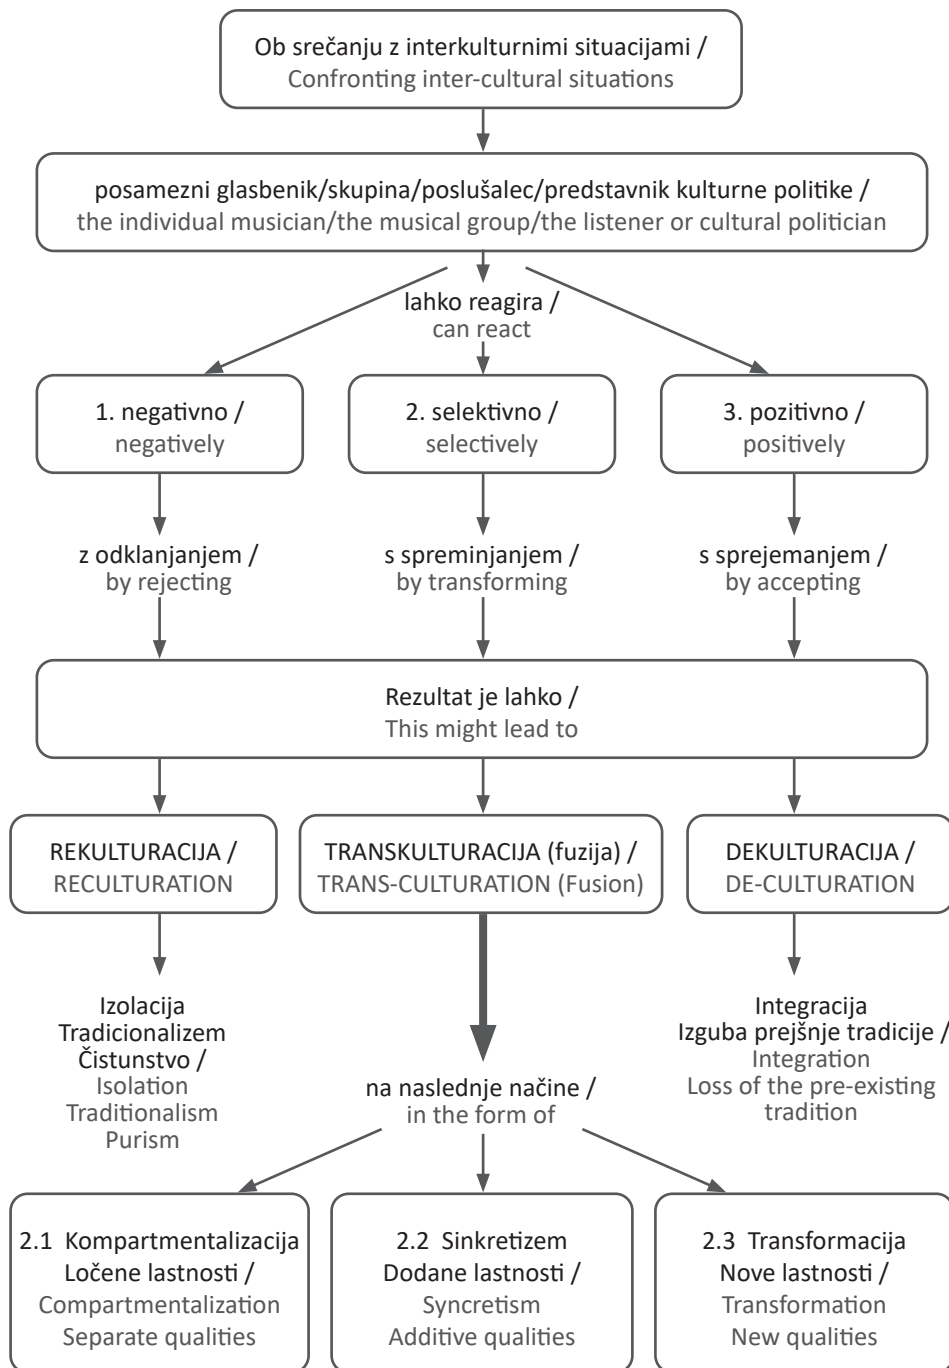 Ob srečanju z interkulturnimi situacijami /
Confronting inter-cultural situations
posamezni glasbenik/skupina/poslušalec/predstavnik kulturne politike /
the individual musician/the musical group/the listener or cultural politician
lahko reagira /
can react
1. negativno /
negatively
2. selektivno /
selectively
3. pozitivno /
positively
z odklanjanjem /
by rejecting
s spreminjanjem /
by transforming
s sprejemanjem /
by accepting
Rezultat je lahko /
This might lead to
REKULTURACIJA /
RECULTURATION
TRANSKULTURACIJA (fuzija) /
TRANS-CULTURATION (Fusion)
DEKULTURACIJA /
DE-CULTURATION
Izolacija
Tradicionalizem
Čistunstvo /
Isolation
Traditionalism
Purism
na naslednje načine /
in the form of
Integracija
Izguba prejšnje tradicije /
Integration
Loss of the pre-existing
tradition
2.1 Kompartmentalizacija
Ločene lastnosti /
Compartmentalization
Separate qualities
2.2 Sinkretizem
Dodane lastnosti /
Syncretism
Additive qualities
2.3 Transformacija
Nove lastnosti /
Transformation
New qualities